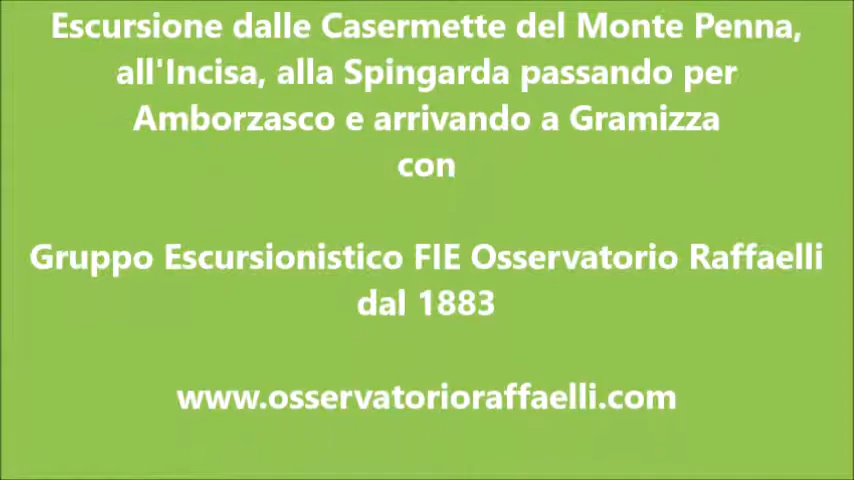 Escursione dalle Casermette del Monte Penna,
all'Incisa, alla Spingarda passando per
Amborzasco e arrivando a Gramizza
con
Gruppo Escursionistico FIE Osservatorio Raffaelli
dal 1883
www.osservatorioraffaelli.com